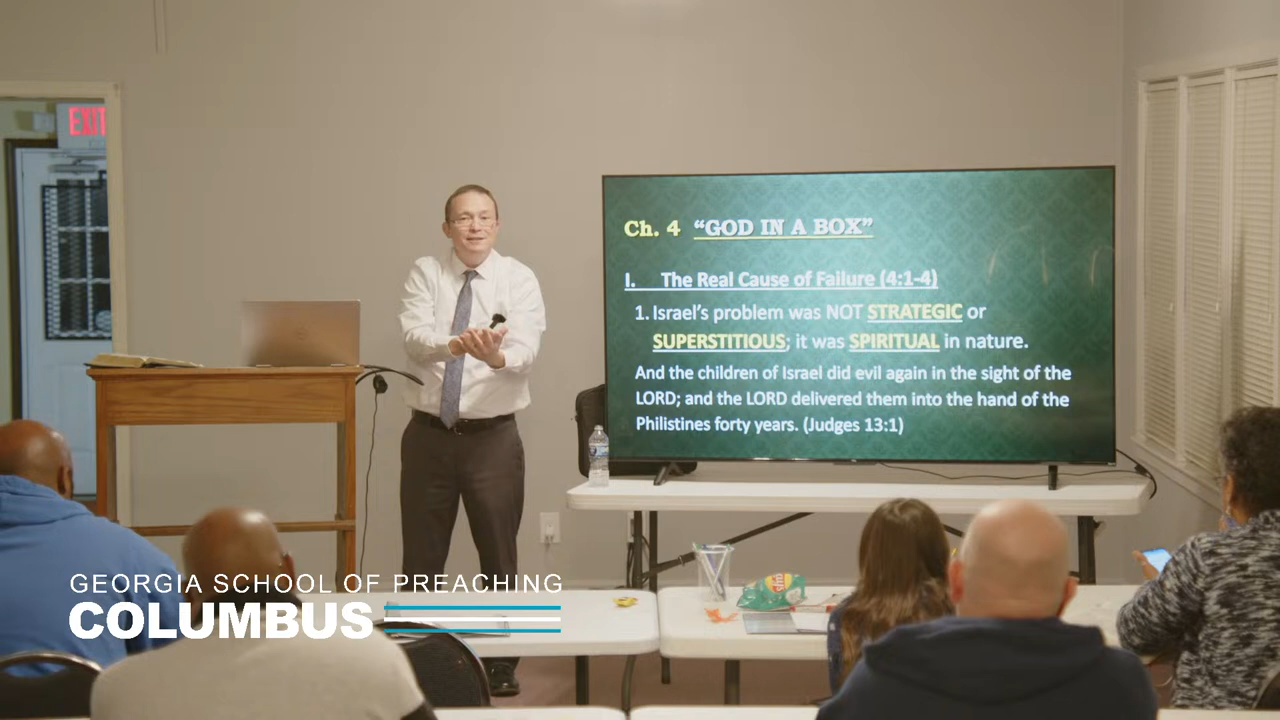 EXIT
Ch. 4 “GOD IN A BOX”
I. The Real Cause of Failure (4:1-4)
1. Israel’s problem was NOT STRATEGIC or
SUPERSTITIOUS; it was SPIRITUAL in nature.
And the children of Israel did evil again in the sight of the
LORD; and the LORD delivered them into the hand of the
Philistines forty years. (Judges 13:1)
GEORGIA SCHOOL OF PREACHING
COLUMBUS